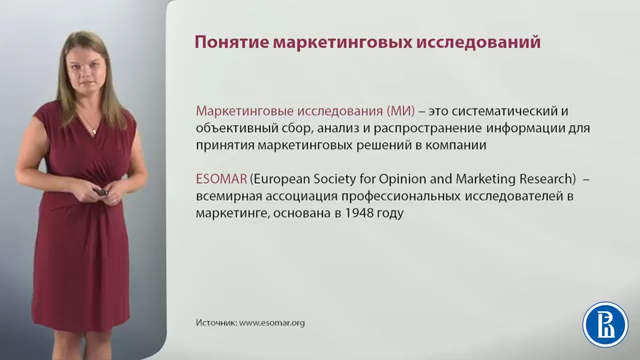 Понятие маркетинговых исследований
Маркетинговые исследования (МИ) – это систематический и
объективный сбор, анализ и распространение информации для
принятия маркетинговых решений в компании
ESOMAR (European Society for Opinion and Marketing Research) –
всемирная ассоциация профессиональных исследователей в
маркетинге, основана в 1948 году
Источник: www.esomar.org